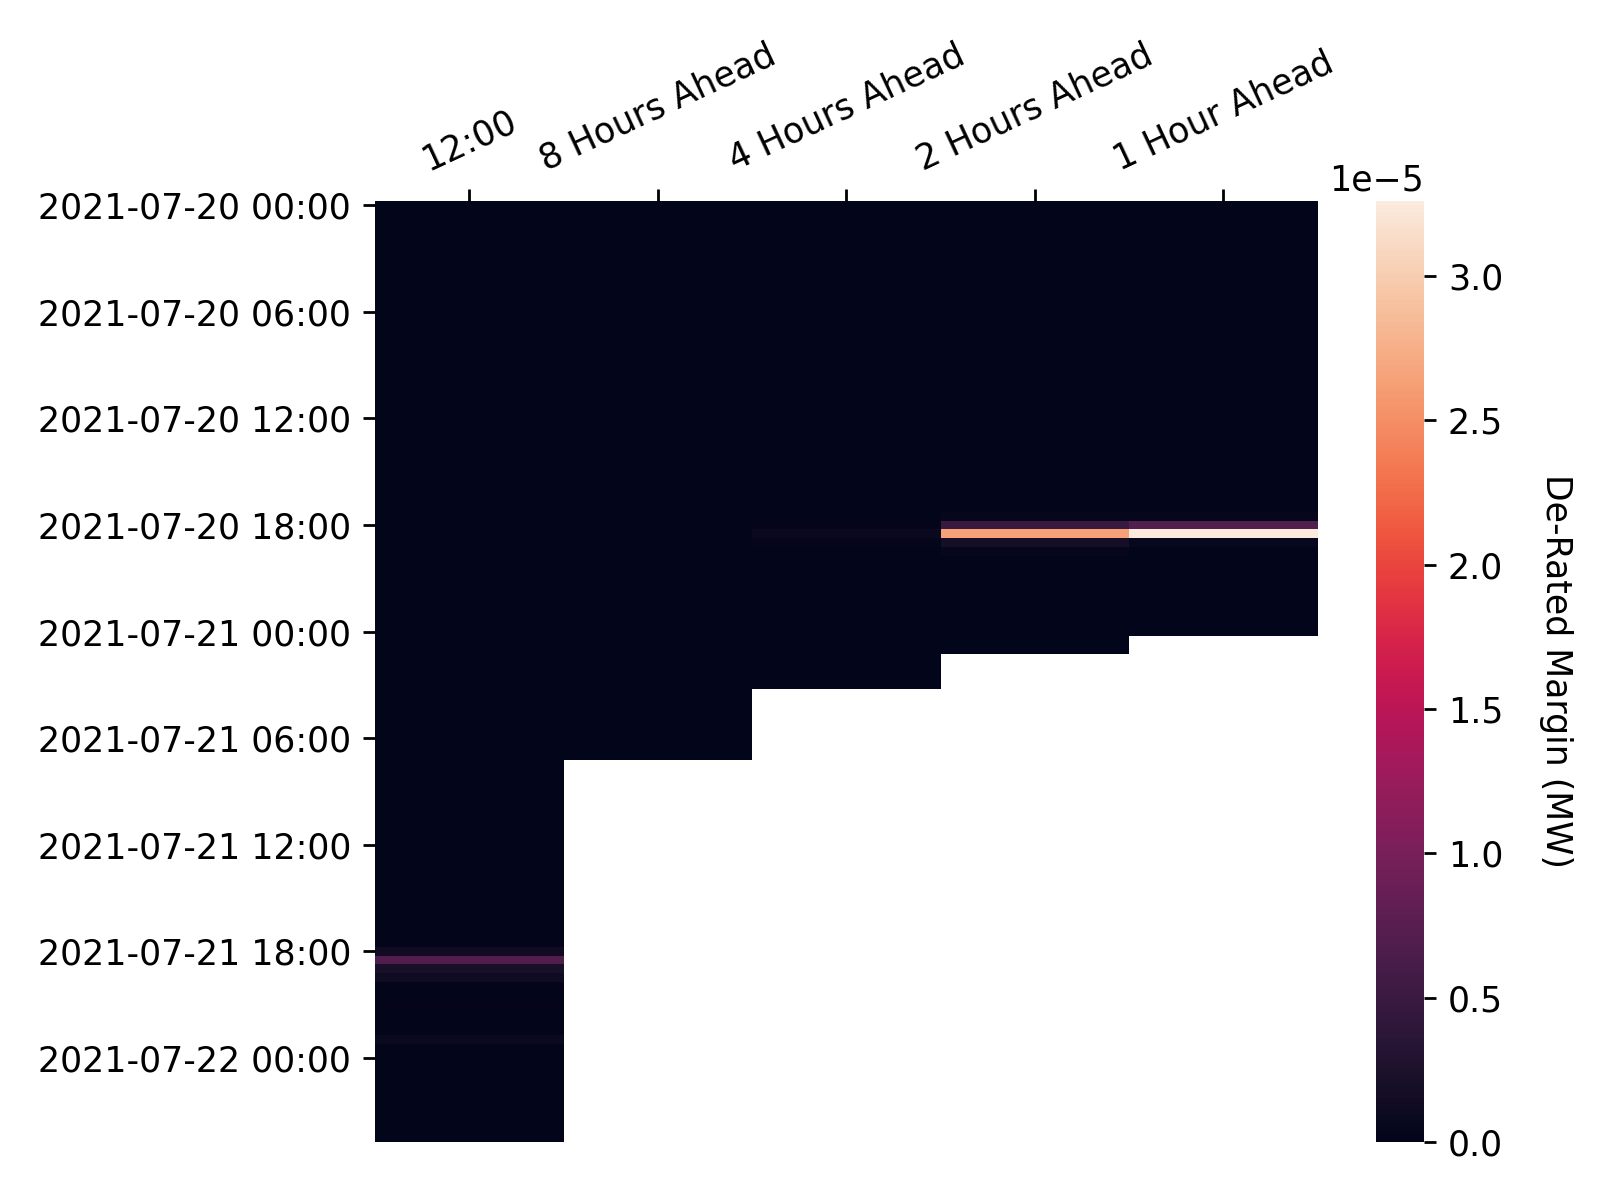 12:00
8 Hours Ahead
4 Hours Ahead
2 Hours Ahead
1 Hour Ahead
1e−5
2021-07-20 00:00
2021-07-20 06:00
2021-07-20 12:00
2021-07-20 18:00
2021-07-21 00:00
2021-07-21 06:00
2021-07-21 12:00
2021-07-21 18:00
2021-07-22 00:00
3.0
2.5
2.0
1.5
1.0
0.5
0.0
De-Rated Margin (MW)